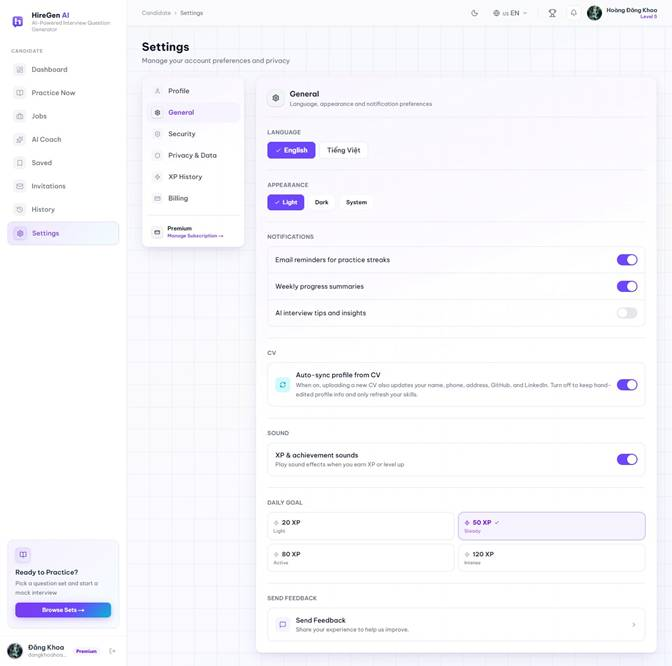 HireGen AI
AI-Powered Interview Question
Generator
CANDIDATE
Dashboard
Practice Now
Jobs
AI Coach
Saved
Invitations
History
Settings
Ready to Practice?
Pick a question set and start a
mock interview
Browse Sets →
Đăng Khoa
dangkhoahoa...
Premium
Candidate > Settings
US EN
Hoàng Đăng Khoa
Level 5
Settings
Manage your account preferences and privacy
Profile
General
Security
Privacy & Data
XP History
Billing
Premium
Manage Subscription →
General
Language, appearance and notification preferences
LANGUAGE
English
Tiếng Việt
APPEARANCE
Light
Dark
System
NOTIFICATIONS
Email reminders for practice streaks
Weekly progress summaries
AI interview tips and insights
CV
Auto-sync profile from CV
When on, uploading a new CV also updates your name, phone, address, GitHub, and LinkedIn. Turn off to keep hand-
edited profile info and only refresh your skills.
SOUND
XP & achievement sounds
Play sound effects when you earn XP or level up
DAILY GOAL
20 XP
Light
50 XP
Steady
80 XP
Active
120 XP
Intense
SEND FEEDBACK
Send Feedback
Share your experience to help us improve.